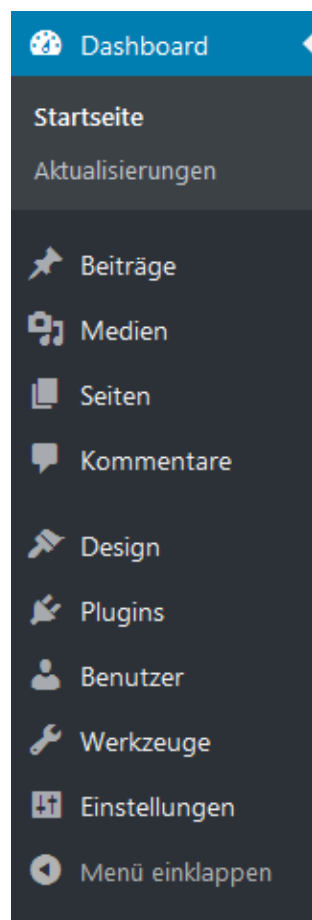 Dashboard
Startseite
Aktualisierungen
Beiträge
Medien
Seiten
Kommentare
Design
Plugins
Benutzer
Werkzeuge
Einstellungen
Menü einklappen